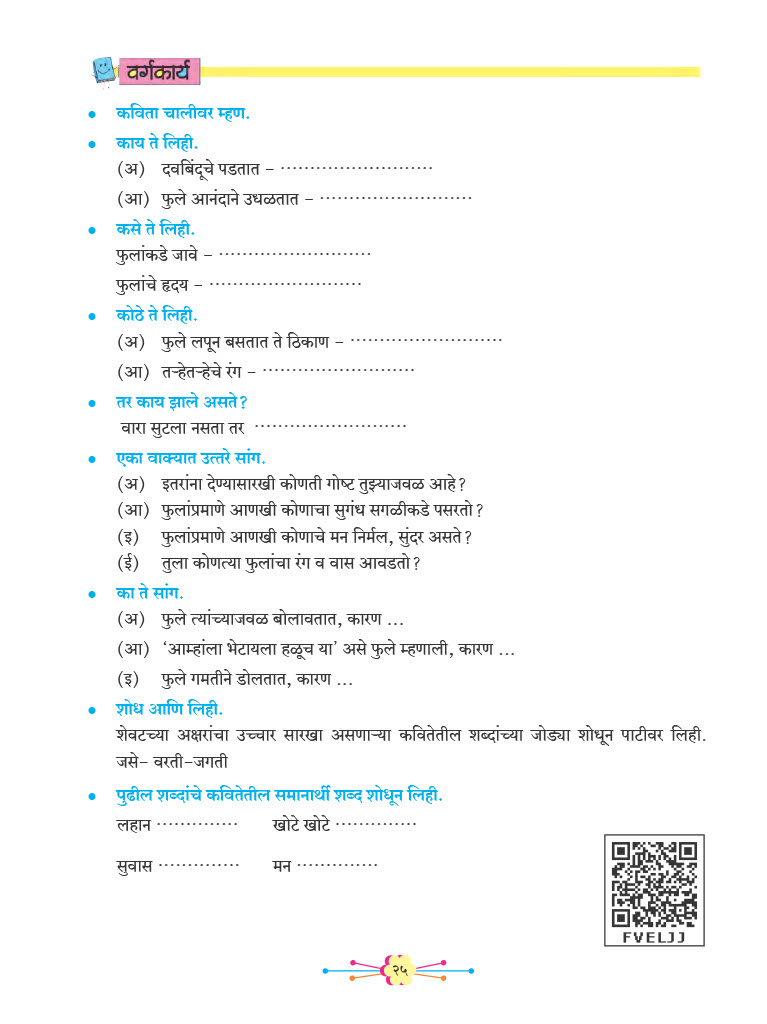 वर्गकार्य
• कविता चालीवर म्हण.
• काय ते लिही.
(अ) दवबिंदूचे पडतात – ..........................
(आ) फुले आनंदाने उधळतात – ..........................
• कसे ते लिही.
फुलांकडे जावे – ..........................
फुलांचे हृदय – ..........................
• कोठे ते लिही.
(अ) फुले लपून बसतात ते ठिकाण – ..........................
(आ) तऱ्हेतऱ्हेचे रंग – ..........................
• तर काय झाले असते?
वारा सुटला नसता तर ..........................
• एका वाक्यात उत्तरे सांग.
(अ) इतरांना देण्यासारखी कोणती गोष्ट तुझ्याजवळ आहे?
(आ) फुलांप्रमाणे आणखी कोणाचा सुगंध सगळीकडे पसरतो?
(इ) फुलांप्रमाणे आणखी कोणाचे मन निर्मल, सुंदर असते?
(ई) तुला कोणत्या फुलांचा रंग व वास आवडतो?
• का ते सांग.
(अ) फुले त्यांच्याजवळ बोलावतात, कारण ...
(आ) ‘आम्हांला भेटायला हळूच या’ असे फुले म्हणाली, कारण ...
(इ) फुले गमतीने डोलतात, कारण ...
• शोध आणि लिही.
शेवटच्या अक्षरांचा उच्चार सारखा असणाऱ्या कवितेतील शब्दांच्या जोड्या शोधून पाटीवर लिही.
जसे– वरती–जगती
• पुढील शब्दांचे कवितेतील समानार्थी शब्द शोधून लिही.
लहान .............. खोटे खोटे ..............
सुवास .............. मन ..............
FVELJJ
२५